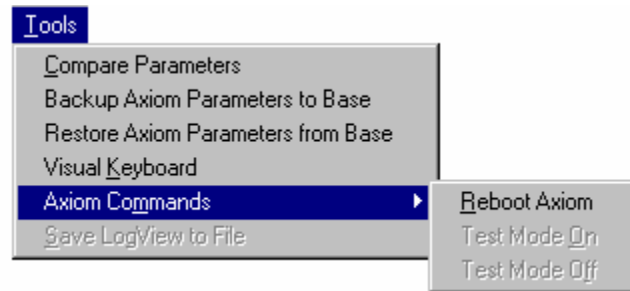 Tools
Compare Parameters
Backup Axiom Parameters to Base
Restore Axiom Parameters from Base
Visual Keyboard
Axiom Commands
Save LogView to File
Reboot Axiom
Test Mode On
Test Mode Off